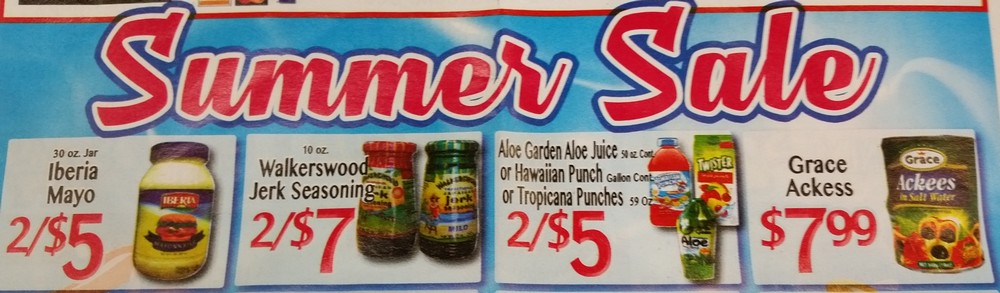 Summer Sale
30 oz. Jar
Iberia
Mayo
2/$5
IBERIA
10 oz.
Walkerswood
Jerk Seasoning
2/$7
Jerk
MILD
Aloe Garden Aloe Juice 50 oz. Cont.
or Hawaiian Punch Gallon Cont.
or Tropicana Punches 59 Oz.
2/$5
TWISTER
Aloe
Grace
Ackess
$7.99
Grace
Ackees
in Salt Water